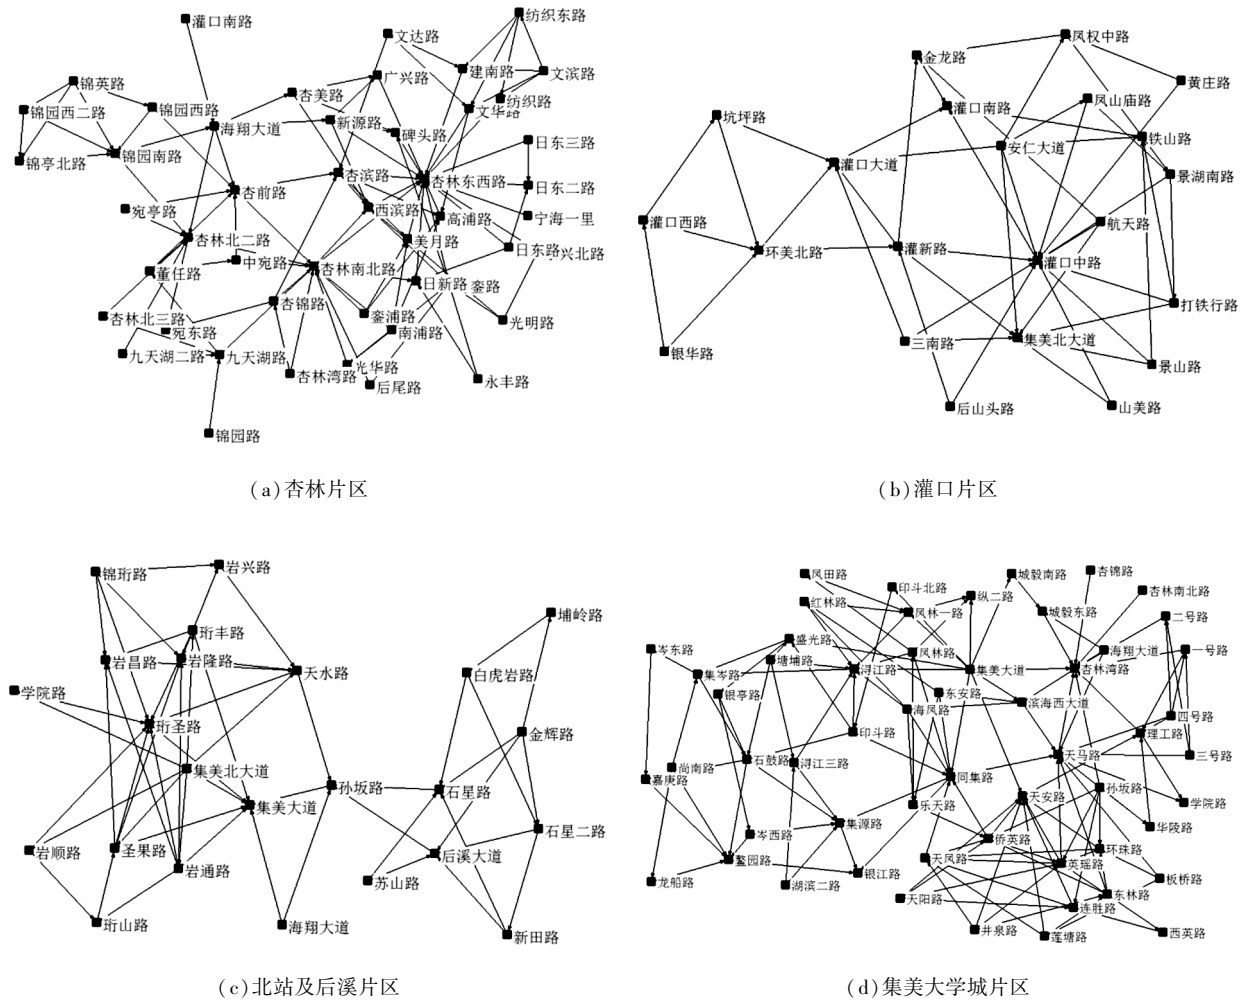 灌口南路
纺织东路
文达路
建南路
文滨路
广兴路
锦英路
杏美路
纺织路
锦园西二路
锦园西路
文华路
海翔大道
新源路
碑头路
日东三路
锦亭北路
锦园南路
杏滨路
杏林东西路
日东二路
杏前路
宛亭路
西滨路
高浦路
宁海一里
杏林北二路
美月路
日东路
兴北路
董任路
中宛路
杏林南北路
日新路
銮路
杏锦路
杏林北三路
銮浦路
光明路
宛东路
南浦路
九天湖二路
九天湖路
光华路
杏林湾路
后尾路
永丰路
锦园路
(a)杏林片区
凤权中路
金龙路
黄庄路
灌口南路
凤山庙路
坑坪路
铁山路
安仁大道
灌口大道
景湖南路
灌口西路
航天路
环美北路
灌新路
灌口中路
打铁行路
三南路
集美北大道
银华路
景山路
后山头路
山美路
(b)灌口片区
锦珩路
岩兴路
埔岭路
珩丰路
岩昌路
岩隆路
天水路
白虎岩路
学院路
珩圣路
金辉路
集美北大道
孙坂路
石星路
集美大道
石星二路
岩顺路
圣果路
后溪大道
岩通路
苏山路
珩山路
海翔大道
新田路
(c)北站及后溪片区
凤田路
城毅南路
杏锦路
印斗北路
杏林南北路
红林路
凤林一路
纵二路
城毅东路
二号路
岑东路
盛光路
凤林路
海翔大道
一号路
集岑路
塘埔路
浔江路
集美大道
杏林湾路
银亭路
东安路
滨海西大道
海凤路
四号路
印斗路
理工路
尚南路
石鼓路
浔江三路
天马路
三号路
嘉庚路
同集路
孙坂路
乐天路
天安路
学院路
岑西路
集源路
侨英路
华陵路
鳌园路
天凤路
环珠路
龙船路
湖滨二路
银江路
英瑶路
板桥路
天阳路
东林路
连胜路
井泉路
莲塘路
西英路
(d)集美大学城片区